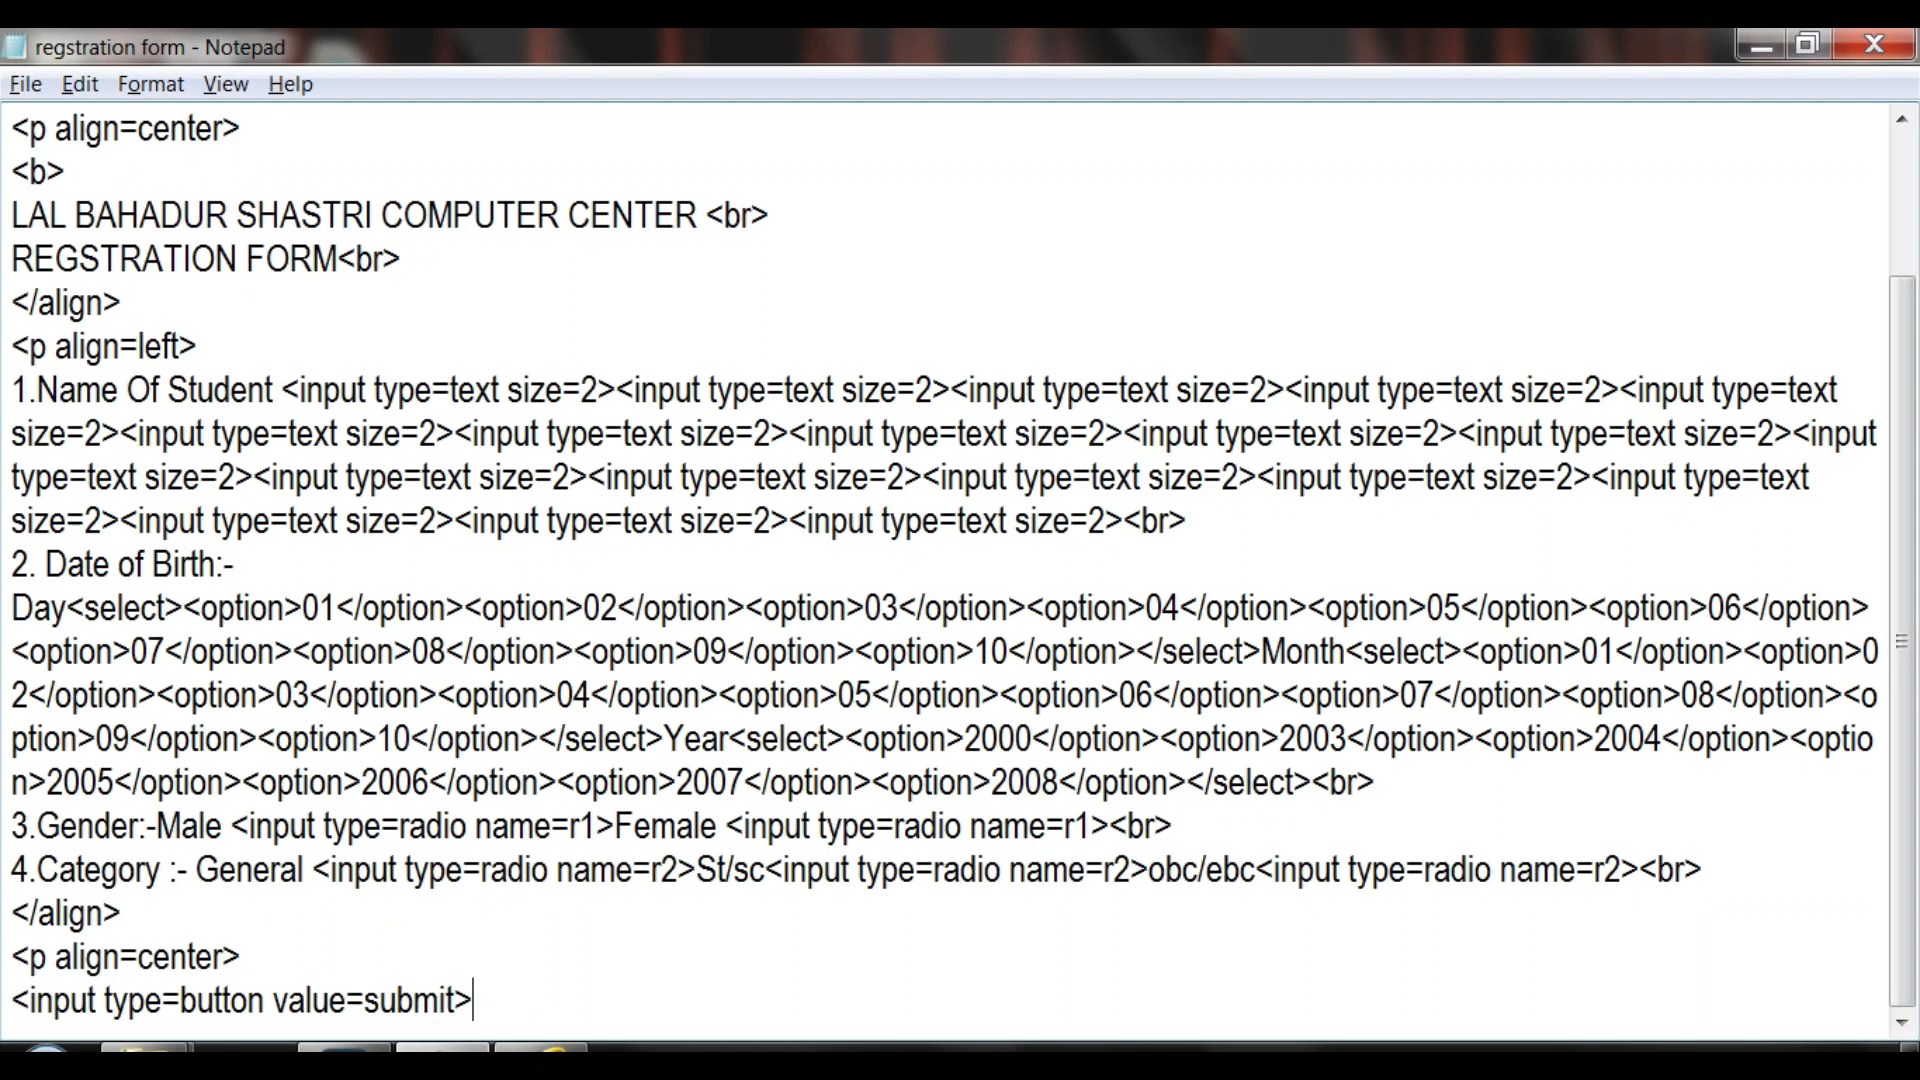 regstration form - Notepad
File Edit Format View Help
<p align=center>
<b>
LAL BAHADUR SHASTRI COMPUTER CENTER <br>
REGSTRATION FORM<br>
</align>
<p align=left>
1.Name Of Student <input type=text size=2><input type=text size=2><input type=text size=2><input type=text size=2><input type=text
size=2><input type=text size=2><input type=text size=2><input type=text size=2><input type=text size=2><input type=text size=2><input
type=text size=2><input type=text size=2><input type=text size=2><input type=text size=2><input type=text size=2><input type=text
size=2><input type=text size=2><input type=text size=2><input type=text size=2><br>
2. Date of Birth:-
Day<select><option>01</option><option>02</option><option>03</option><option>04</option><option>05</option><option>06</option>
<option>07</option><option>08</option><option>09</option><option>10</option></select>Month<select><option>01</option><option>0
2</option><option>03</option><option>04</option><option>05</option><option>06</option><option>07</option><option>08</option><o
ption>09</option><option>10</option></select>Year<select><option>2000</option><option>2003</option><option>2004</option><optio
n>2005</option><option>2006</option><option>2007</option><option>2008</option></select><br>
3.Gender:-Male <input type=radio name=r1>Female <input type=radio name=r1><br>
4.Category :- General <input type=radio name=r2>St/sc<input type=radio name=r2>obc/ebc<input type=radio name=r2><br>
</align>
<p align=center>
<input type=button value=submit>